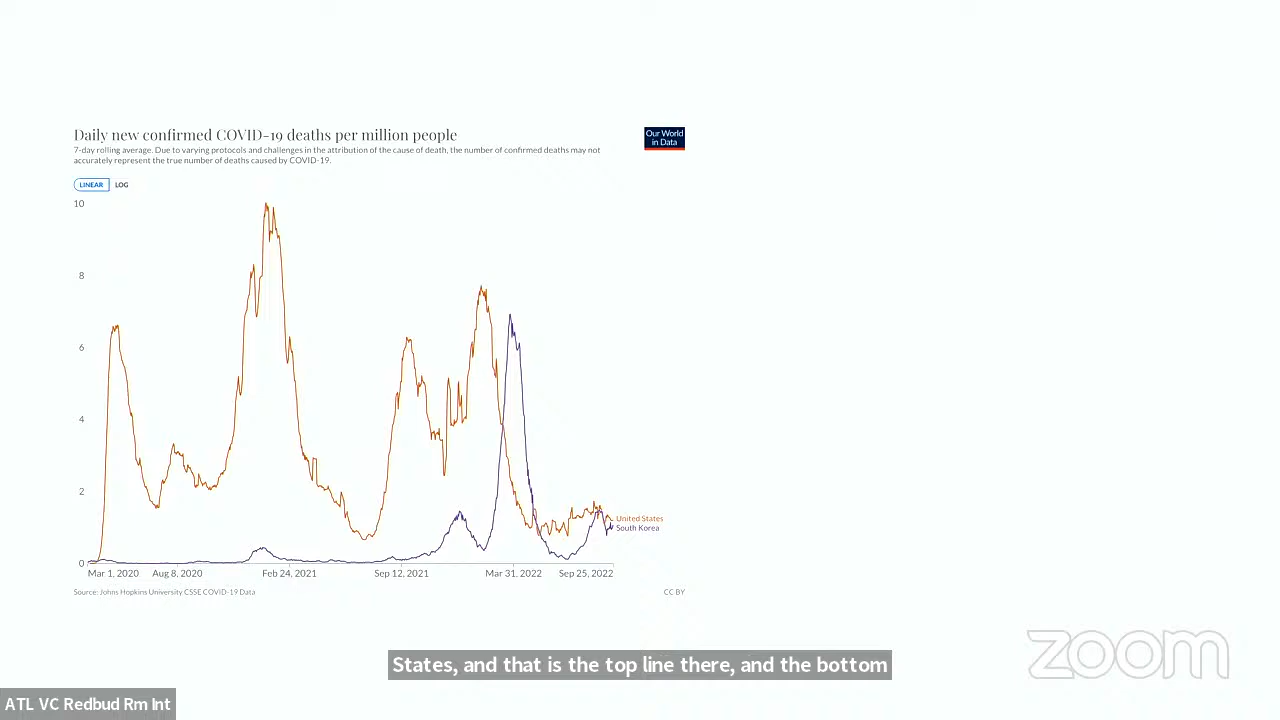 Daily new confirmed COVID-19 deaths per million people
Our World
in Data
7-day rolling average. Due to varying protocols and challenges in the attribution of the cause of death, the number of confirmed deaths may not
accurately represent the true number of deaths caused by COVID-19.
LINEAR LOG
10
8
6
4
2
0
United States
South Korea
Mar 1, 2020 Aug 8, 2020 Feb 24, 2021 Sep 12, 2021 Mar 31, 2022 Sep 25, 2022
Source: Johns Hopkins University CSSE COVID-19 Data CC BY
States, and that is the top line there, and the bottom
zoom
ATL VC Redbud Rm Int